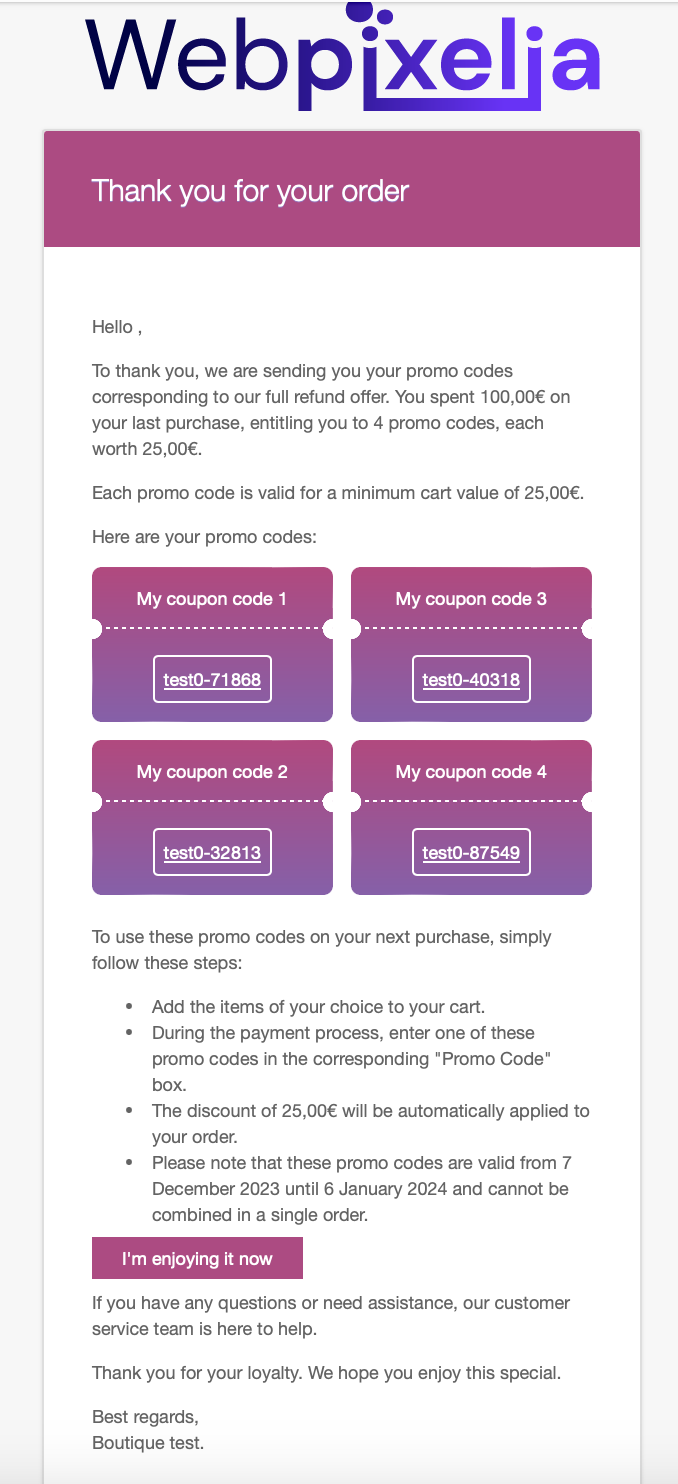 Webpixelia
Thank you for your order
Hello ,
To thank you, we are sending you your promo codes
corresponding to our full refund offer. You spent 100,00€ on
your last purchase, entitling you to 4 promo codes, each
worth 25,00€.
Each promo code is valid for a minimum cart value of 25,00€.
Here are your promo codes:
My coupon code 1
test0-71868
My coupon code 3
test0-40318
My coupon code 2
test0-32813
My coupon code 4
test0-87549
To use these promo codes on your next purchase, simply
follow these steps:
• Add the items of your choice to your cart.
• During the payment process, enter one of these
promo codes in the corresponding "Promo Code"
box.
• The discount of 25,00€ will be automatically applied to
your order.
• Please note that these promo codes are valid from 7
December 2023 until 6 January 2024 and cannot be
combined in a single order.
I'm enjoying it now
If you have any questions or need assistance, our customer
service team is here to help.
Thank you for your loyalty. We hope you enjoy this special.
Best regards,
Boutique test.